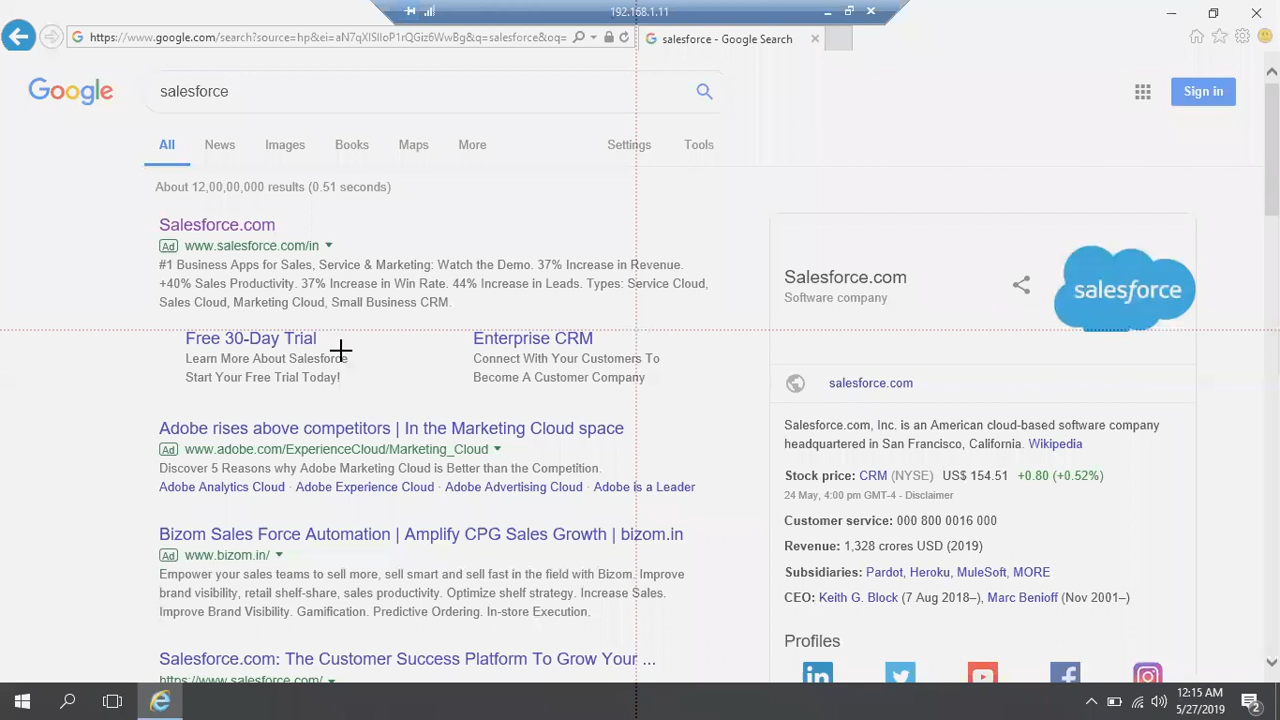 192.168.1.11
https://www.google.com/search?source=hp&ei=aN7qXISlIoP1rQGiz6WwBg&q=salesforce&oq=
salesforce - Google Search
Google
salesforce
Sign in
All News Images Books Maps More Settings Tools
About 12,00,00,000 results (0.51 seconds)
Salesforce.com
Ad www.salesforce.com/in
#1 Business Apps for Sales, Service & Marketing. Watch the Demo. 37% Increase in Revenue.
+40% Sales Productivity. 37% Increase in Win Rate. 44% Increase in Leads. Types: Service Cloud,
Sales Cloud, Marketing Cloud, Small Business CRM.
Free 30-Day Trial
Learn More About Salesforce
Start Your Free Trial Today!
Enterprise CRM
Connect With Your Customers To
Become A Customer Company
Adobe rises above competitors | In the Marketing Cloud space
Ad www.adobe.com/ExperienceCloud/Marketing_Cloud
Discover 5 Reasons why Adobe Marketing Cloud is Better than the Competition.
Adobe Analytics Cloud · Adobe Experience Cloud · Adobe Advertising Cloud · Adobe is a Leader
Bizom Sales Force Automation | Amplify CPG Sales Growth | bizom.in
Ad www.bizom.in/
Empower your sales teams to sell more, sell smart and sell fast in the field with Bizom. Improve
brand visibility, retail shelf-share, sales productivity. Optimize shelf strategy. Increase Sales.
Improve Brand Visibility. Gamification. Predictive Ordering. In-store Execution.
Salesforce.com: The Customer Success Platform To Grow Your ...
https://www.salesforce.com/
Salesforce.com
Software company
salesforce
salesforce.com
Salesforce.com, Inc. is an American cloud-based software company
headquartered in San Francisco, California. Wikipedia
Stock price: CRM (NYSE) US$ 154.51 +0.80 (+0.52%)
24 May, 4:00 pm GMT-4 - Disclaimer
Customer service: 000 800 0016 000
Revenue: 1,328 crores USD (2019)
Subsidiaries: Pardot, Heroku, MuleSoft, MORE
CEO: Keith G. Block (7 Aug 2018–), Marc Benioff (Nov 2001–)
Profiles
12:15 AM
5/27/2019
2